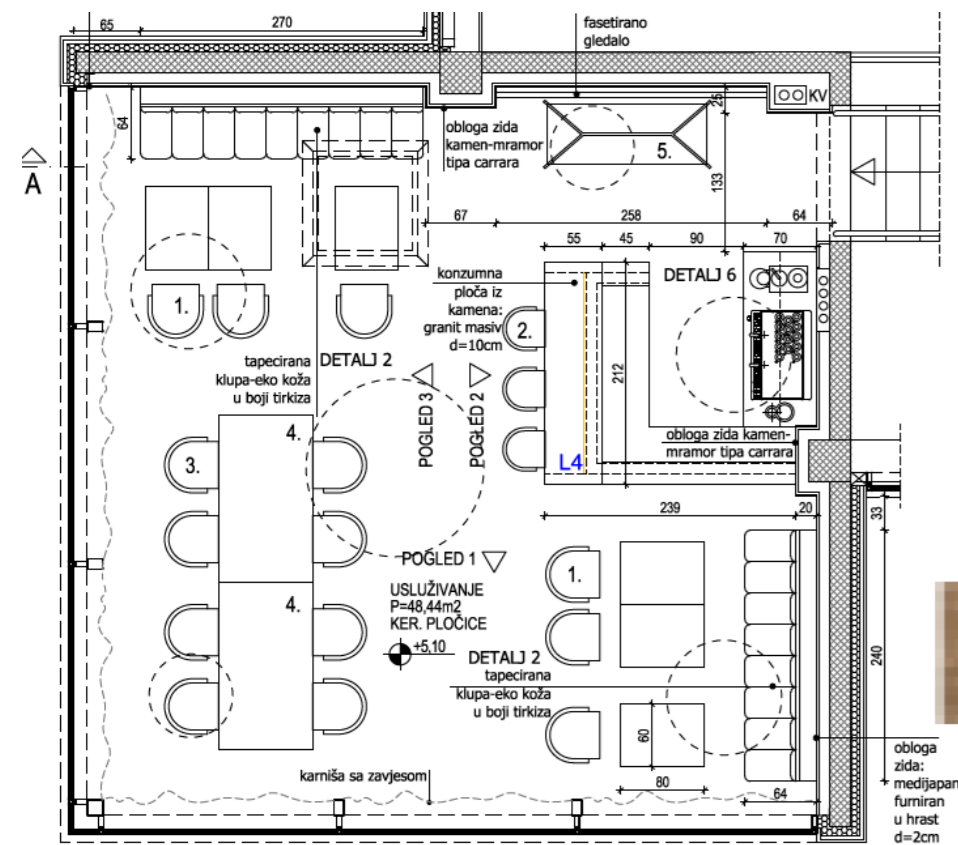 65
270
fasetirano
gledalo
KV
25
64
obloga zida
kamen-mramor
tipa carrara
5.
A
133
67
258
64
55
45
90
70
konzumna
ploča iz
kamena:
granit masiv
d=10cm
DETALJ 6
1.
2.
tapecirana
klupa-eko koža
u boji tirkiza
DETALJ 2
212
POGLED 3
POGLED 2
4.
3.
obloga zida kamen-
mramor tipa carrara
L4
239
20
33
POGLED 1
1.
USLUŽIVANJE
P=48,44m2
KER. PLOČICE
+5,10
4.
DETALJ 2
tapecirana
klupa-eko koža
u boji tirkiza
240
60
80
64
karniša sa zavjesom
obloga
zida:
medijapan
furniran
u hrast
d=2cm